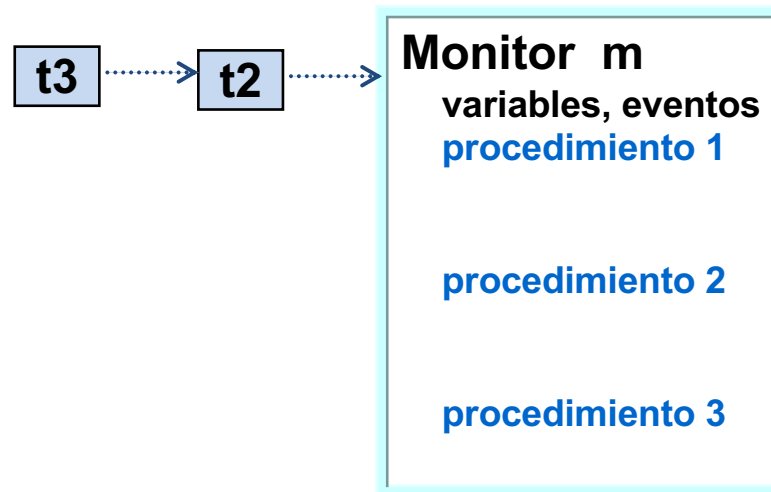 t3
t2
Monitor m
variables, eventos
procedimiento 1
procedimiento 2
procedimiento 3